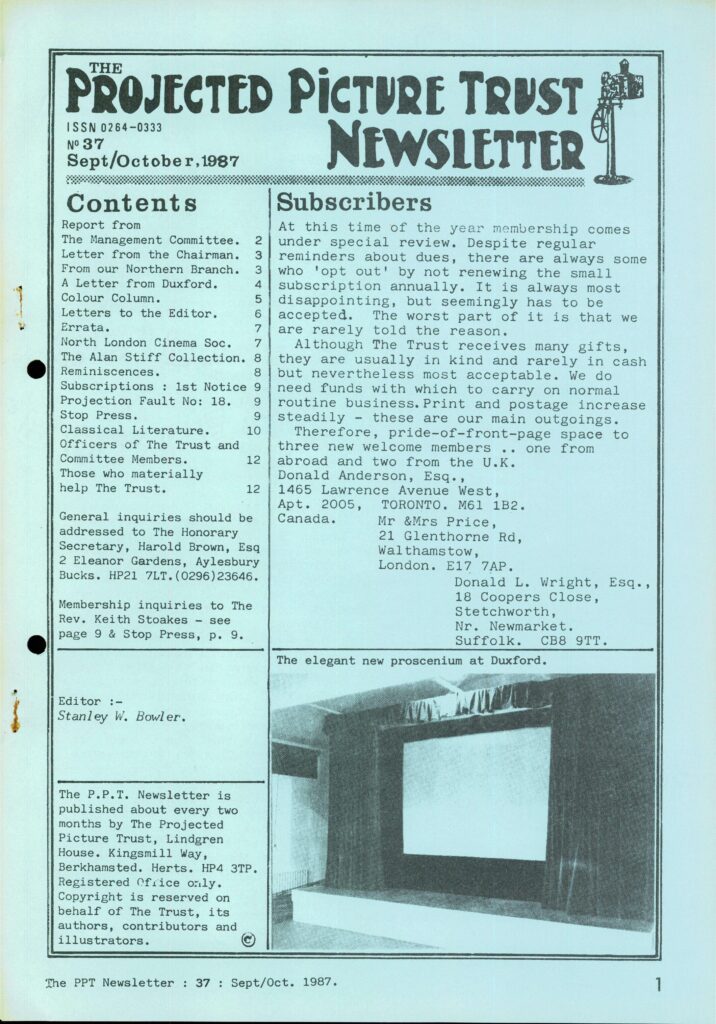 THE
PROJECTED PICTURE TRUST
NEWSLETTER
ISSN 0264-0333
Nº 37
Sept/October,1987
Contents
Report from
The Management Committee. 2
Letter from the Chairman. 3
From our Northern Branch. 3
A Letter from Duxford. 4
Colour Column. 5
Letters to the Editor. 6
Errata. 7
North London Cinema Soc. 7
The Alan Stiff Collection. 8
Reminiscences. 8
Subscriptions : 1st Notice 9
Projection Fault No: 18. 9
Stop Press. 9
Classical Literature. 10
Officers of The Trust and
Committee Members. 12
Those who materially
help The Trust. 12
General inquiries should be
addressed to The Honorary
Secretary, Harold Brown, Esq
2 Eleanor Gardens, Aylesbury
Bucks. HP21 7LT.(0296)23646.
Membership inquiries to The
Rev. Keith Stoakes - see
page 9 & Stop Press, p. 9.
Editor :-
Stanley W. Bowler.
The P.P.T. Newsletter is
published about every two
months by The Projected
Picture Trust, Lindgren
House. Kingsmill Way,
Berkhamsted. Herts. HP4 3TP.
Registered Office only.
Copyright is reserved on
behalf of The Trust, its
authors, contributors and
illustrators. ©
Subscribers
At this time of the year membership comes
under special review. Despite regular
reminders about dues, there are always some
who 'opt out' by not renewing the small
subscription annually. It is always most
disappointing, but seemingly has to be
accepted. The worst part of it is that we
are rarely told the reason.
Although The Trust receives many gifts,
they are usually in kind and rarely in cash
but nevertheless most acceptable. We do
need funds with which to carry on normal
routine business.Print and postage increase
steadily - these are our main outgoings.
Therefore, pride-of-front-page space to
three new welcome members .. one from
abroad and two from the U.K.
Donald Anderson, Esq.,
1465 Lawrence Avenue West,
Apt. 2005, TORONTO. M61 1B2.
Canada. Mr &Mrs Price,
21 Glenthorne Rd,
Walthamstow,
London. E17 7AP.
Donald L. Wright, Esq.,
18 Coopers Close,
Stetchworth,
Nr. Newmarket.
Suffolk. CB8 9TT.
The elegant new proscenium at Duxford.
The PPT Newsletter : 37 : Sept/Oct. 1987. 1